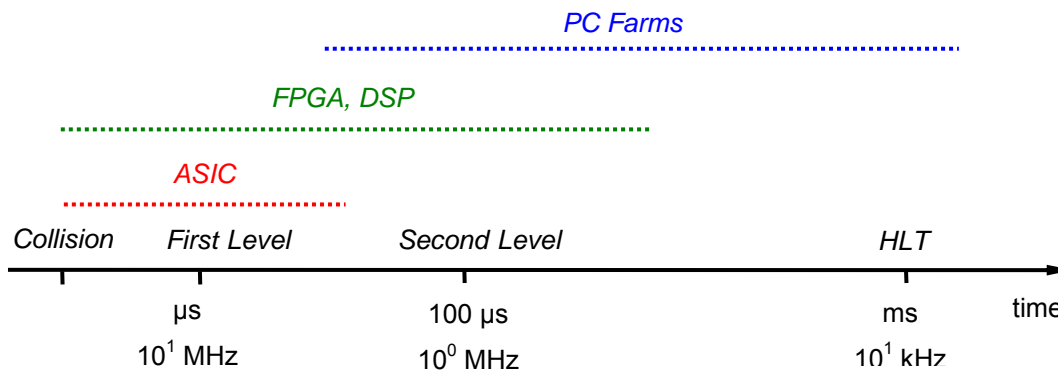 PC Farms
FPGA, DSP
ASIC
Collision First Level Second Level HLT
µs 100 µs ms time
10¹ MHz 10⁰ MHz 10¹ kHz